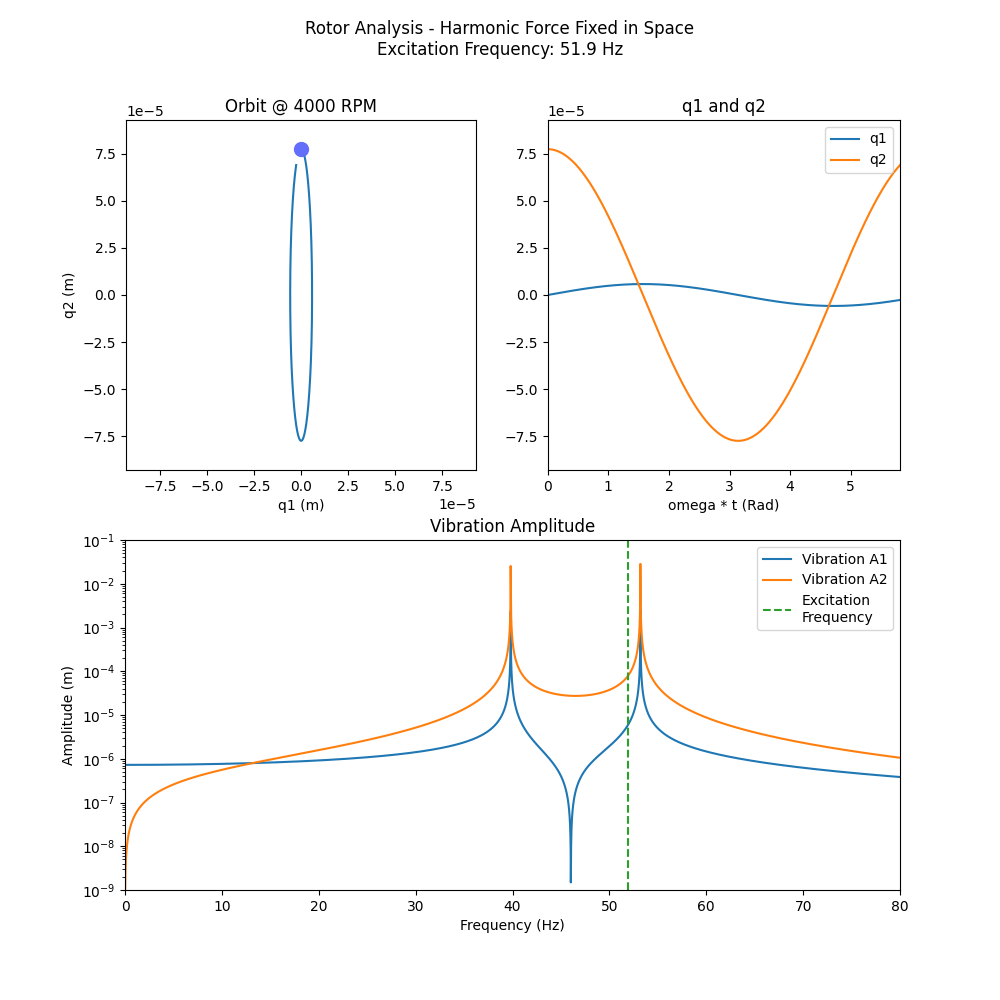 Rotor Analysis - Harmonic Force Fixed in Space
Excitation Frequency: 51.9 Hz
Orbit @ 4000 RPM
1e−5
7.5
5.0
2.5
0.0
−2.5
−5.0
−7.5
q2 (m)
−7.5 −5.0 −2.5 0.0 2.5 5.0 7.5
q1 (m)
1e−5
q1 and q2
1e−5
q1
q2
7.5
5.0
2.5
0.0
−2.5
−5.0
−7.5
0 1 2 3 4 5
omega * t (Rad)
Vibration Amplitude
Vibration A1
Vibration A2
Excitation
Frequency
10⁻¹
10⁻²
10⁻³
10⁻⁴
10⁻⁵
10⁻⁶
10⁻⁷
10⁻⁸
10⁻⁹
Amplitude (m)
0 10 20 30 40 50 60 70 80
Frequency (Hz)